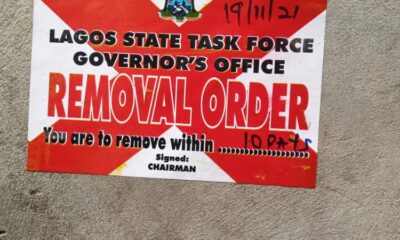 19/11/21
LAGOS STATE TASK FORCE
GOVERNOR'S OFFICE
REMOVAL ORDER
You are to remove within .......... 10 DAYS
Signed:
CHAIRMAN